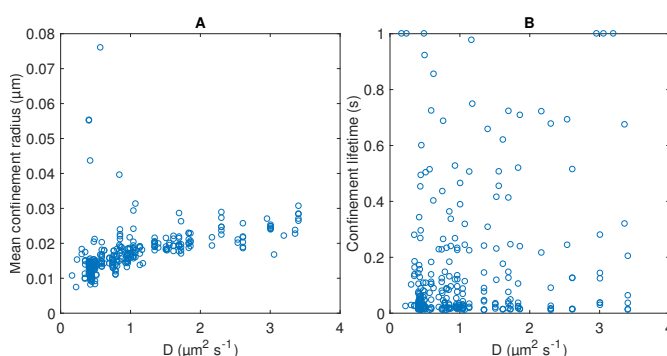 A
0.08
0.07
0.06
0.05
0.04
0.03
0.02
0.01
0
0 1 2 3 4
Mean confinement radius (µm)
D (µm² s⁻¹)
B
1
0.8
0.6
0.4
0.2
0
0 1 2 3 4
Confinement lifetime (s)
D (µm² s⁻¹)